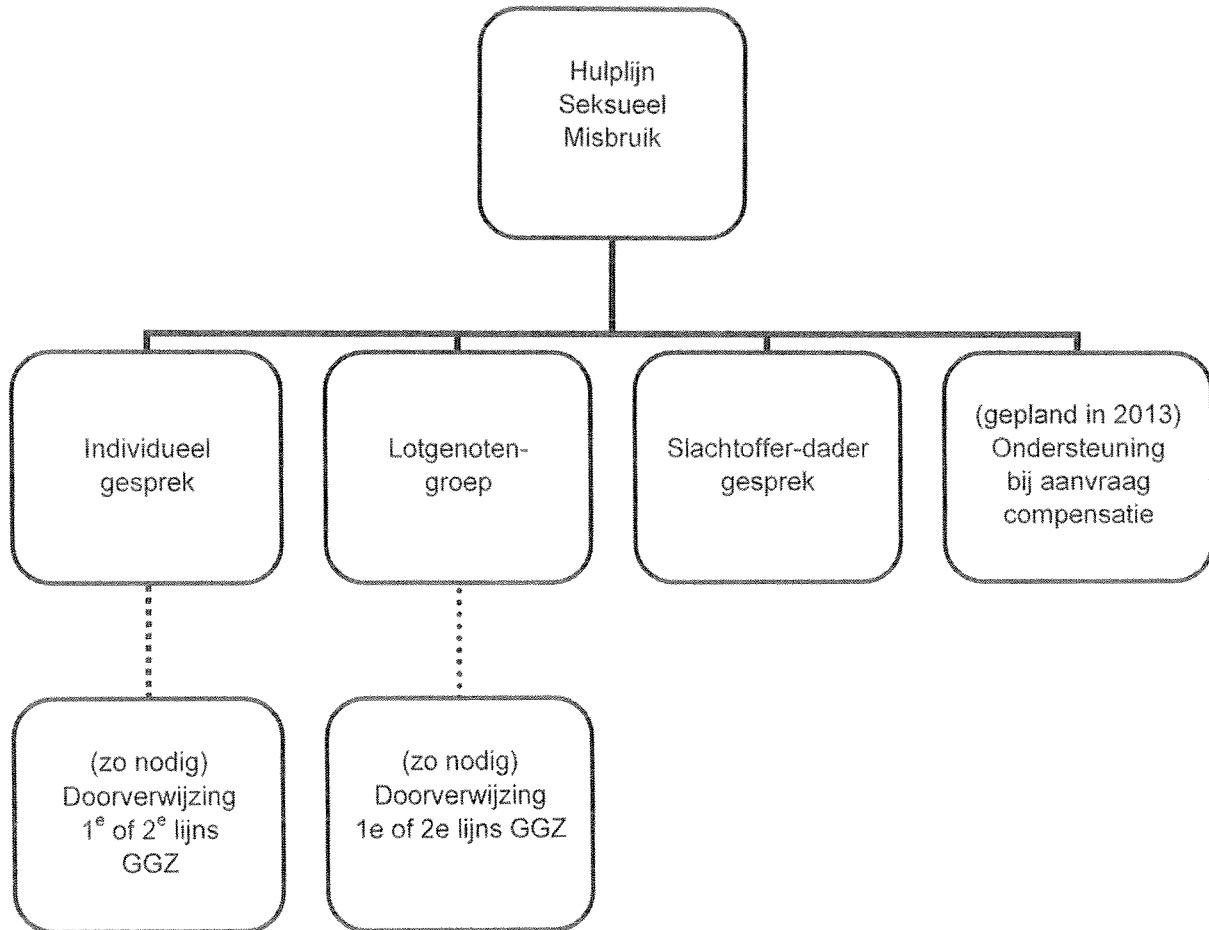 Hulplijn
Seksueel
Misbruik
Individueel
gesprek
Lotgenoten-
groep
Slachtoffer-dader
gesprek
(gepland in 2013)
Ondersteuning
bij aanvraag
compensatie
(zo nodig)
Doorverwijzing
1e of 2e lijns
GGZ
(zo nodig)
Doorverwijzing
1e of 2e lijns GGZ